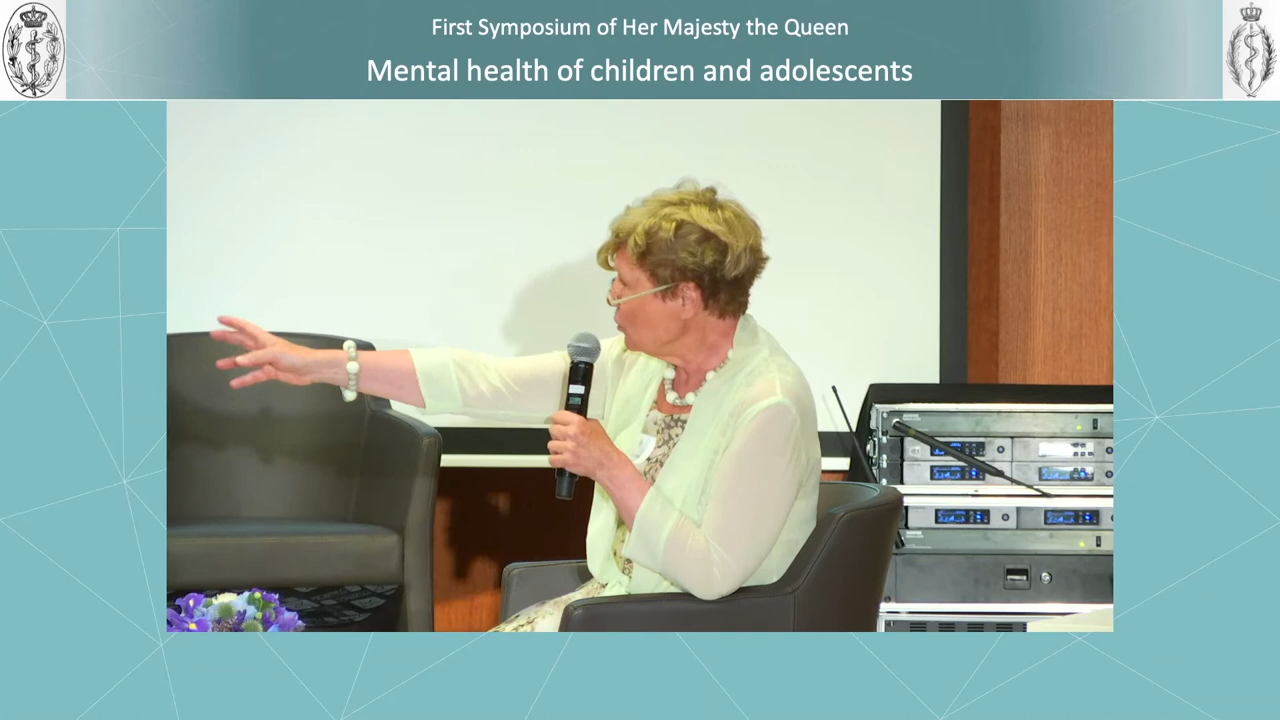 First Symposium of Her Majesty the Queen
Mental health of children and adolescents